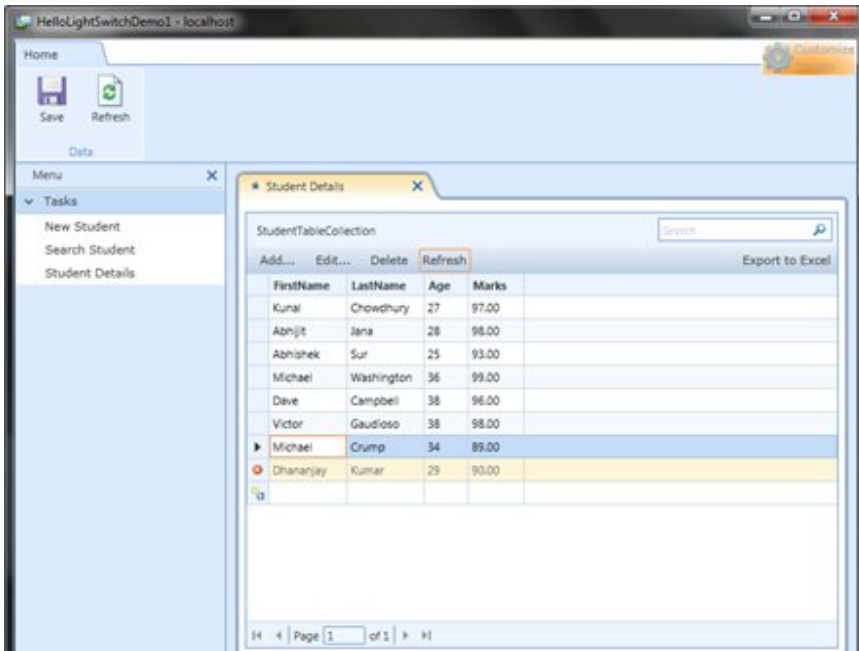 HelloLightSwitchDemo1 - localhost
Home
Customize
Save Refresh
Data
Menu
Tasks
New Student
Search Student
Student Details
Student Details
StudentTableCollection
Search
Add... Edit... Delete Refresh Export to Excel
FirstName LastName Age Marks
Kunal Chowdhury 27 97.00
Abhijit Jana 28 98.00
Abhishek Sur 25 93.00
Michael Washington 36 99.00
Dave Campbell 38 96.00
Victor Gaudioso 38 98.00
Michael Crump 34 89.00
Dhananjay Kumar 29 90.00
Page 1 of 1